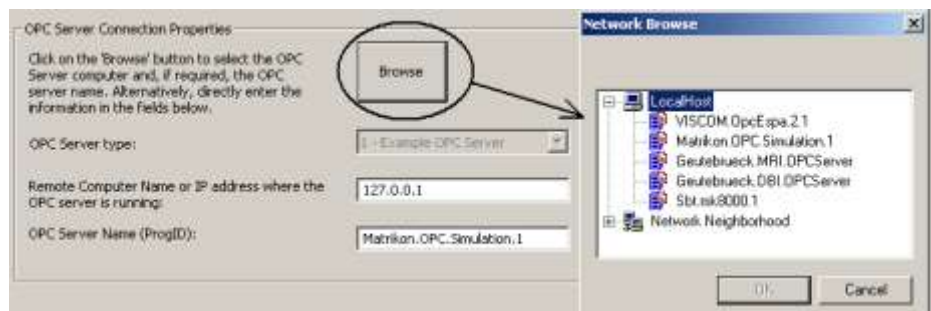 OPC Server Connection Properties
Click on the 'Browse' button to select the OPC
Server computer and, if required, the OPC
server name. Alternatively, directly enter the
information in the fields below.
Browse
OPC Server type:
1 - Example OPC Server
Remote Computer Name or IP address where the
OPC server is running:
127.0.0.1
OPC Server Name (ProgID):
Matrikon.OPC.Simulation.1
Network Browse
LocalHost
VISCOM.OpcEspa.2.1
Matrikon.OPC.Simulation.1
Geutebrueck.MRI.OPCServer
Geutebrueck.DBI.OPCServer
Sbt.mk8000.1
Network Neighborhood
OK
Cancel